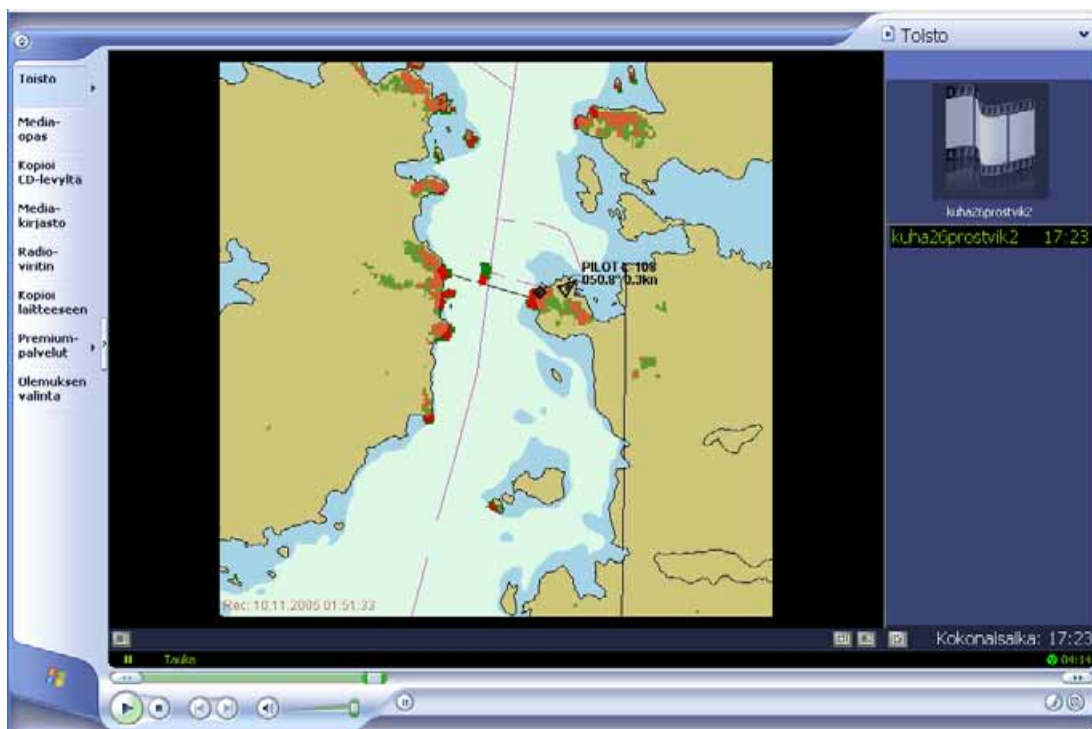 Toisto
Toisto
Media-
opas
Kopioi
CD-levyltä
Media-
kirjasto
Radio-
viritin
Kopioi
laitteeseen
Premium-
palvelut
Ulemuksen
valinta
PILOT C 108
050.8° 0.3kn
Rec: 10.11.2005 01:51:33
kuha26prostvik2
kuha26prostvik2 17:23
Kokonaisaika: 17:23
Tauko
04:14